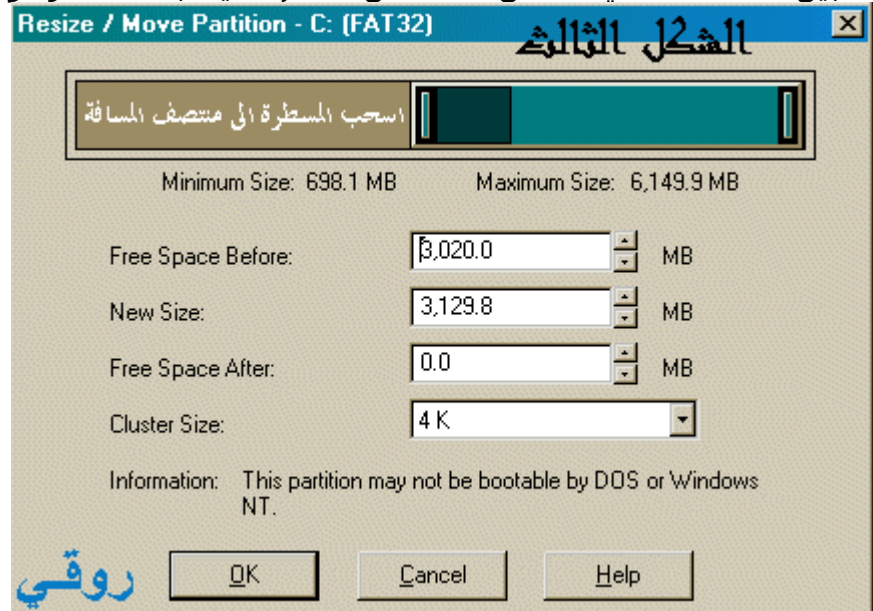 Resize / Move Partition - C: (FAT32)
الشكل الثالث
اسحب المسطرة الى منتصف المسافة
Minimum Size: 698.1 MB Maximum Size: 6,149.9 MB
Free Space Before: 3,020.0 MB
New Size: 3,129.8 MB
Free Space After: 0.0 MB
Cluster Size: 4 K
Information: This partition may not be bootable by DOS or Windows
NT.
روقي
OK Cancel Help